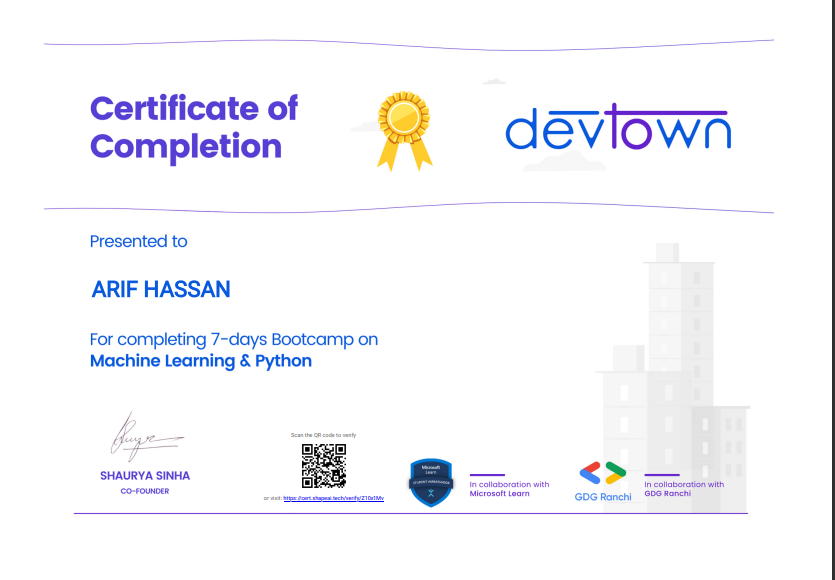 Certificate of
Completion
devtown
Presented to
ARIF HASSAN
For completing 7-days Bootcamp on
Machine Learning & Python
SHAURYA SINHA
CO-FOUNDER
Scan the QR code to verify
or visit: https://cert.shapeai.tech/verify/Z10x1Mv
Microsoft
Learn
STUDENT AMBASSADOR
In collaboration with
Microsoft Learn
GDG Ranchi
In collaboration with
GDG Ranchi